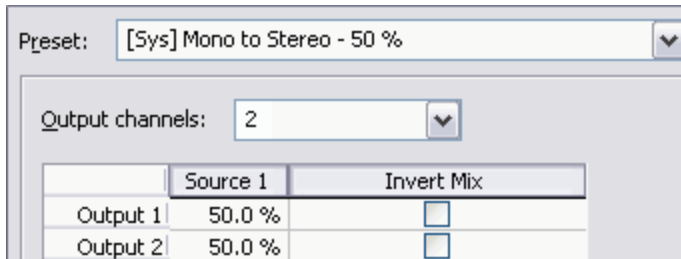 Preset: [Sys] Mono to Stereo - 50 %
Output channels: 2
Source 1 Invert Mix
Output 1 50.0 %
Output 2 50.0 %